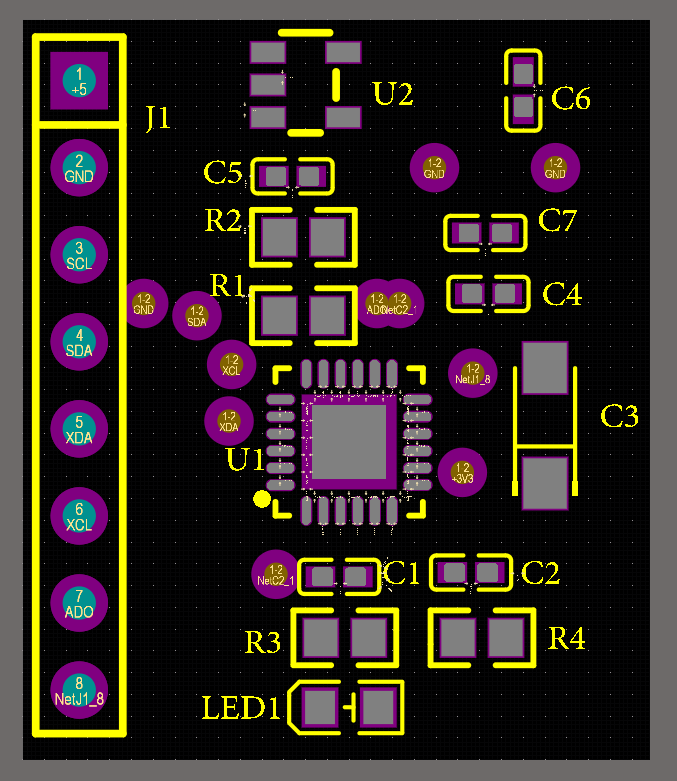 1
+5
J1
U2
C6
2
GND
C5
1-2
GND
1-2
GND
R2
C7
3
SCL
R1
C4
1-2
GND
1-2
SDA
1-2
ADO
1-2
NetC2_1
4
SDA
1-2
XCL
1-2
NetJ1_8
C3
5
XDA
1-2
XDA
U1
1 2
+3V3
6
XCL
1-2
NetC2_1
C1
C2
7
ADO
R3
R4
8
NetJ1_8
LED1